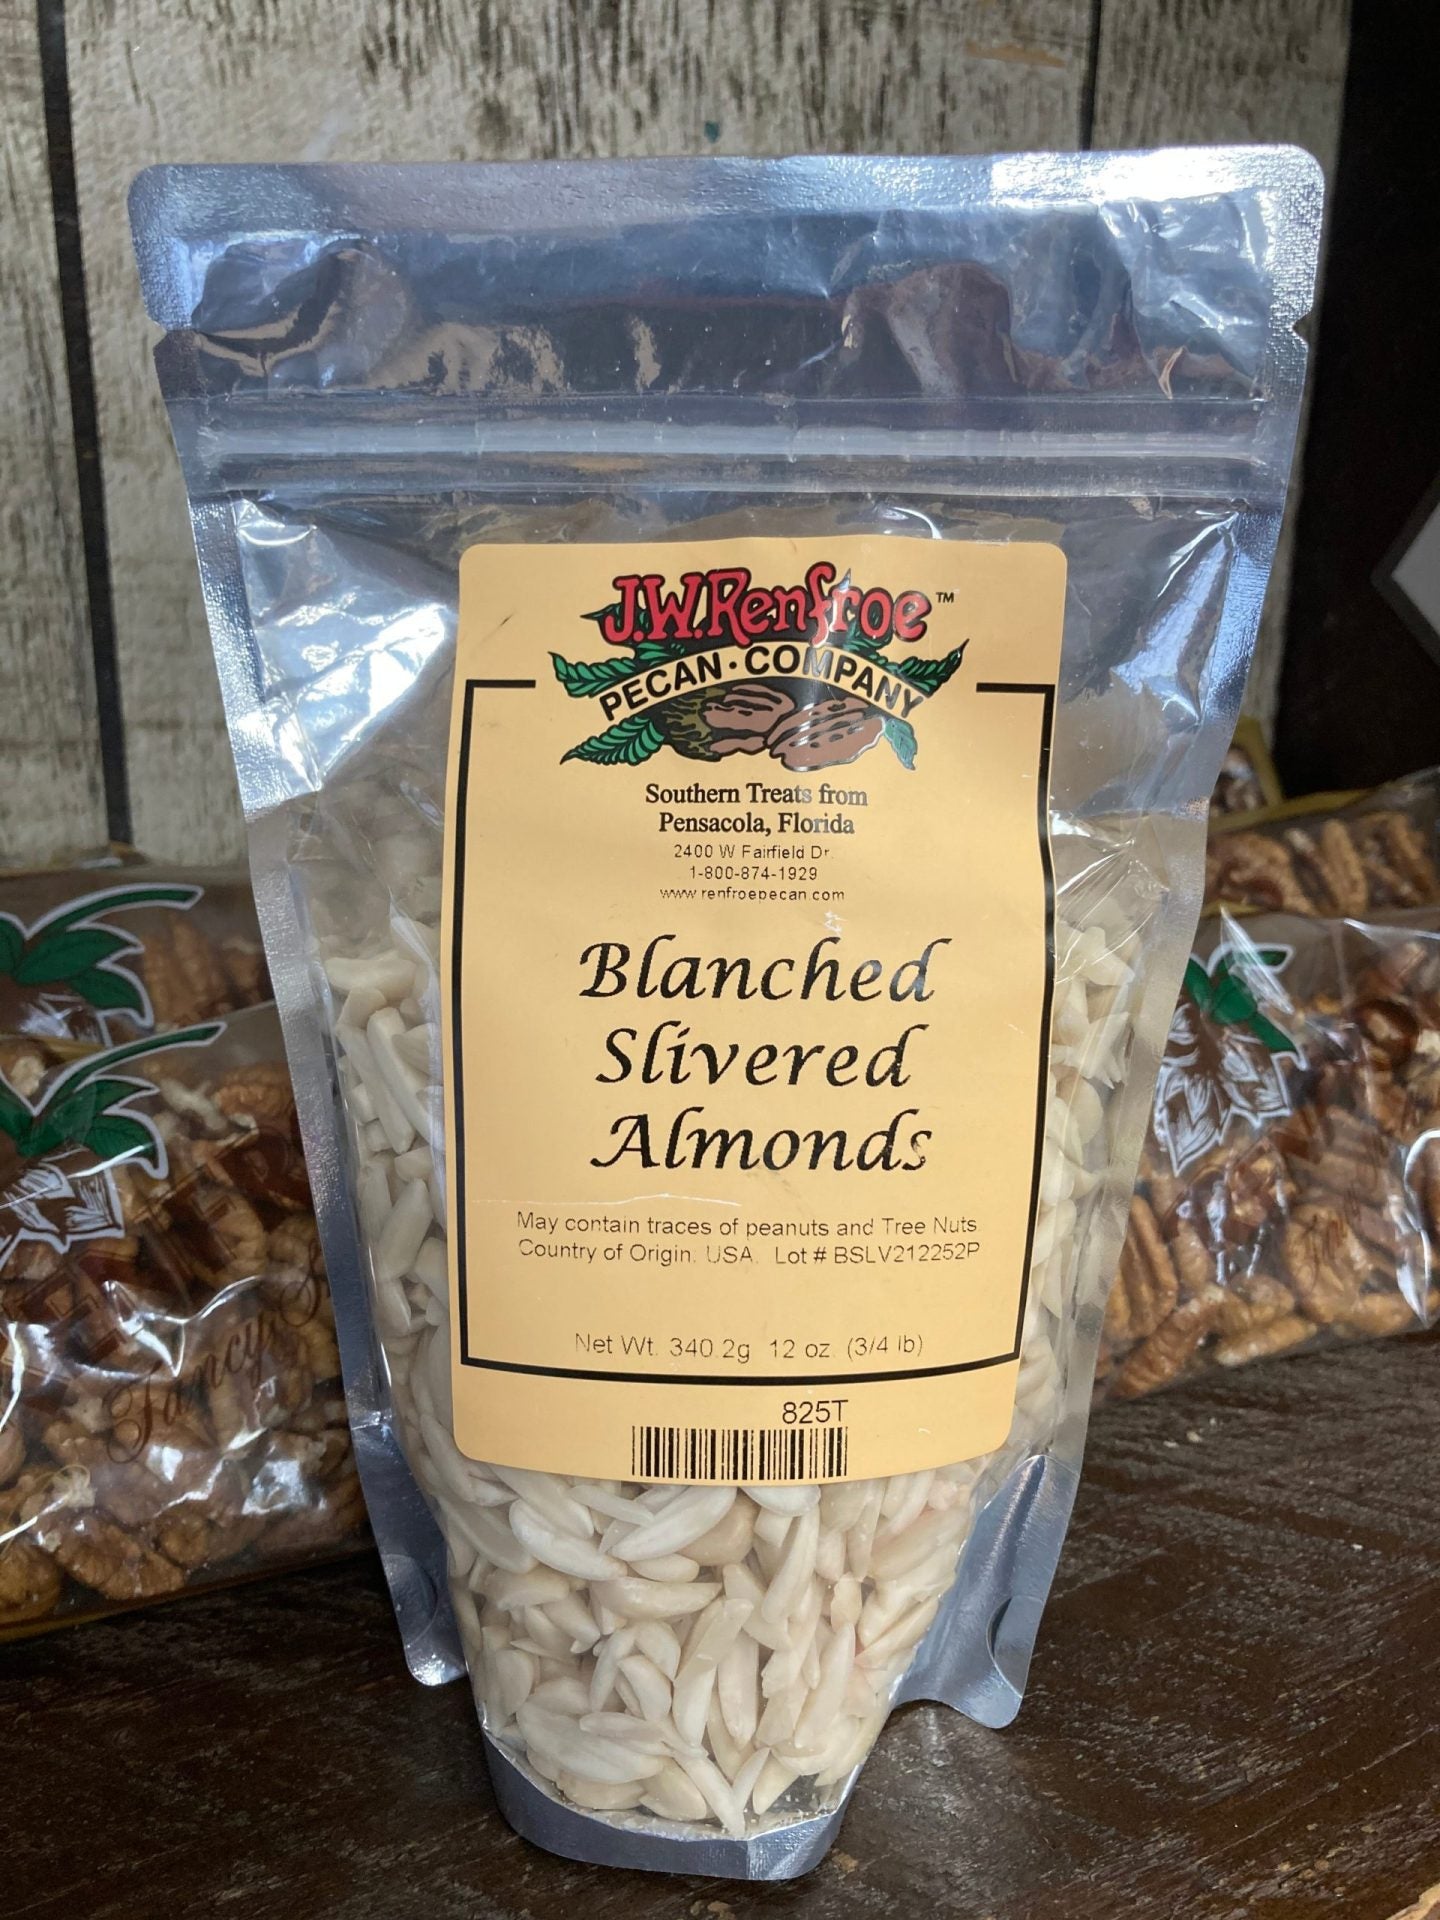 J.W. Renfroe™
PECAN · COMPANY
Southern Treats from
Pensacola, Florida
2400 W Fairfield Dr.
1-800-874-1929
www.renfroepecan.com
Blanched
Slivered
Almonds
May contain traces of peanuts and Tree Nuts
Country of Origin: USA. Lot # BSLV212252P
Net Wt. 340.2g 12 oz. (3/4 lb)
825T
Fancy